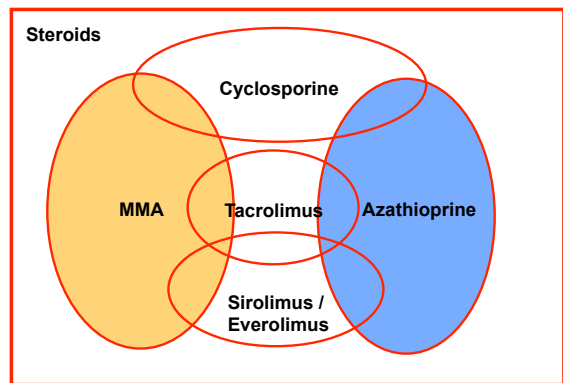 Steroids
Cyclosporine
MMA
Tacrolimus
Azathioprine
Sirolimus /
Everolimus